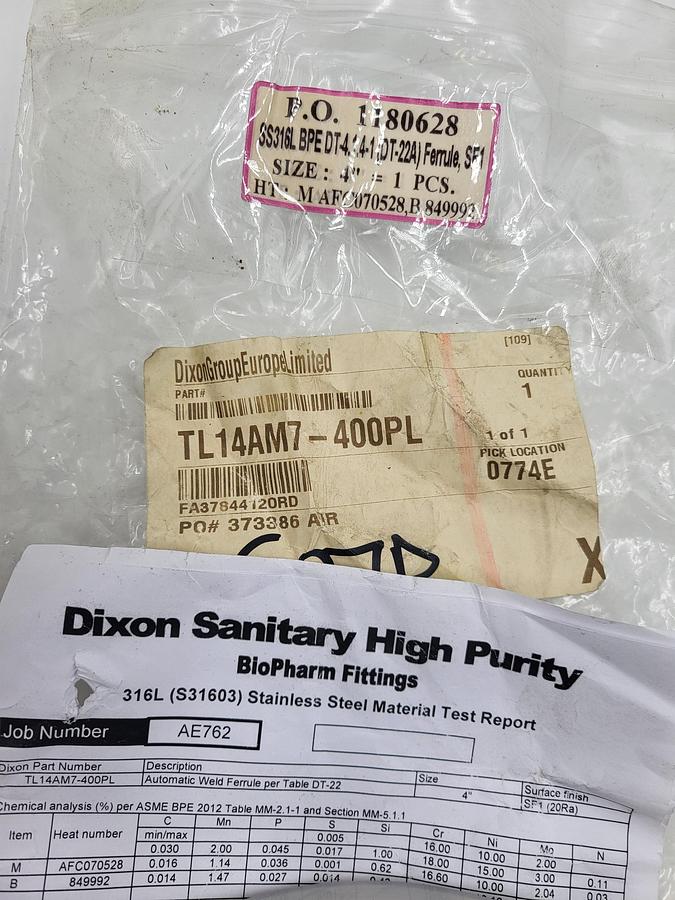 P.O. 1180628
SS316L BPE DT-4.1.4-1 (DT-22A) Ferrule, SF1
SIZE : 4" = 1 PCS.
HT: M AFC070528,B 849992
[109]
DixonGroupEuropeLimited
PART#
QUANTITY
1
TL14AM7-400PL
1 of 1
PICK LOCATION
0774E
FA37844120RD
PO# 373386 AIR
X
Dixon Sanitary High Purity
BioPharm Fittings
316L (S31603) Stainless Steel Material Test Report
Job Number AE762
Dixon Part Number Description Size Surface finish
TL14AM7-400PL Automatic Weld Ferrule per Table DT-22 4" SF1 (20Ra)
Chemical analysis (%) per ASME BPE 2012 Table MM-2.1-1 and Section MM-5.1.1
Item Heat number C Mn P S Si Cr Ni Mo N
min/max 0.005 16.00 10.00 2.00
0.030 2.00 0.045 0.017 1.00 18.00 15.00 3.00
M AFC070528 0.016 1.14 0.036 0.001 0.62 16.60 10.00 2.04 0.11
B 849992 0.014 1.47 0.027 0.014 0.03